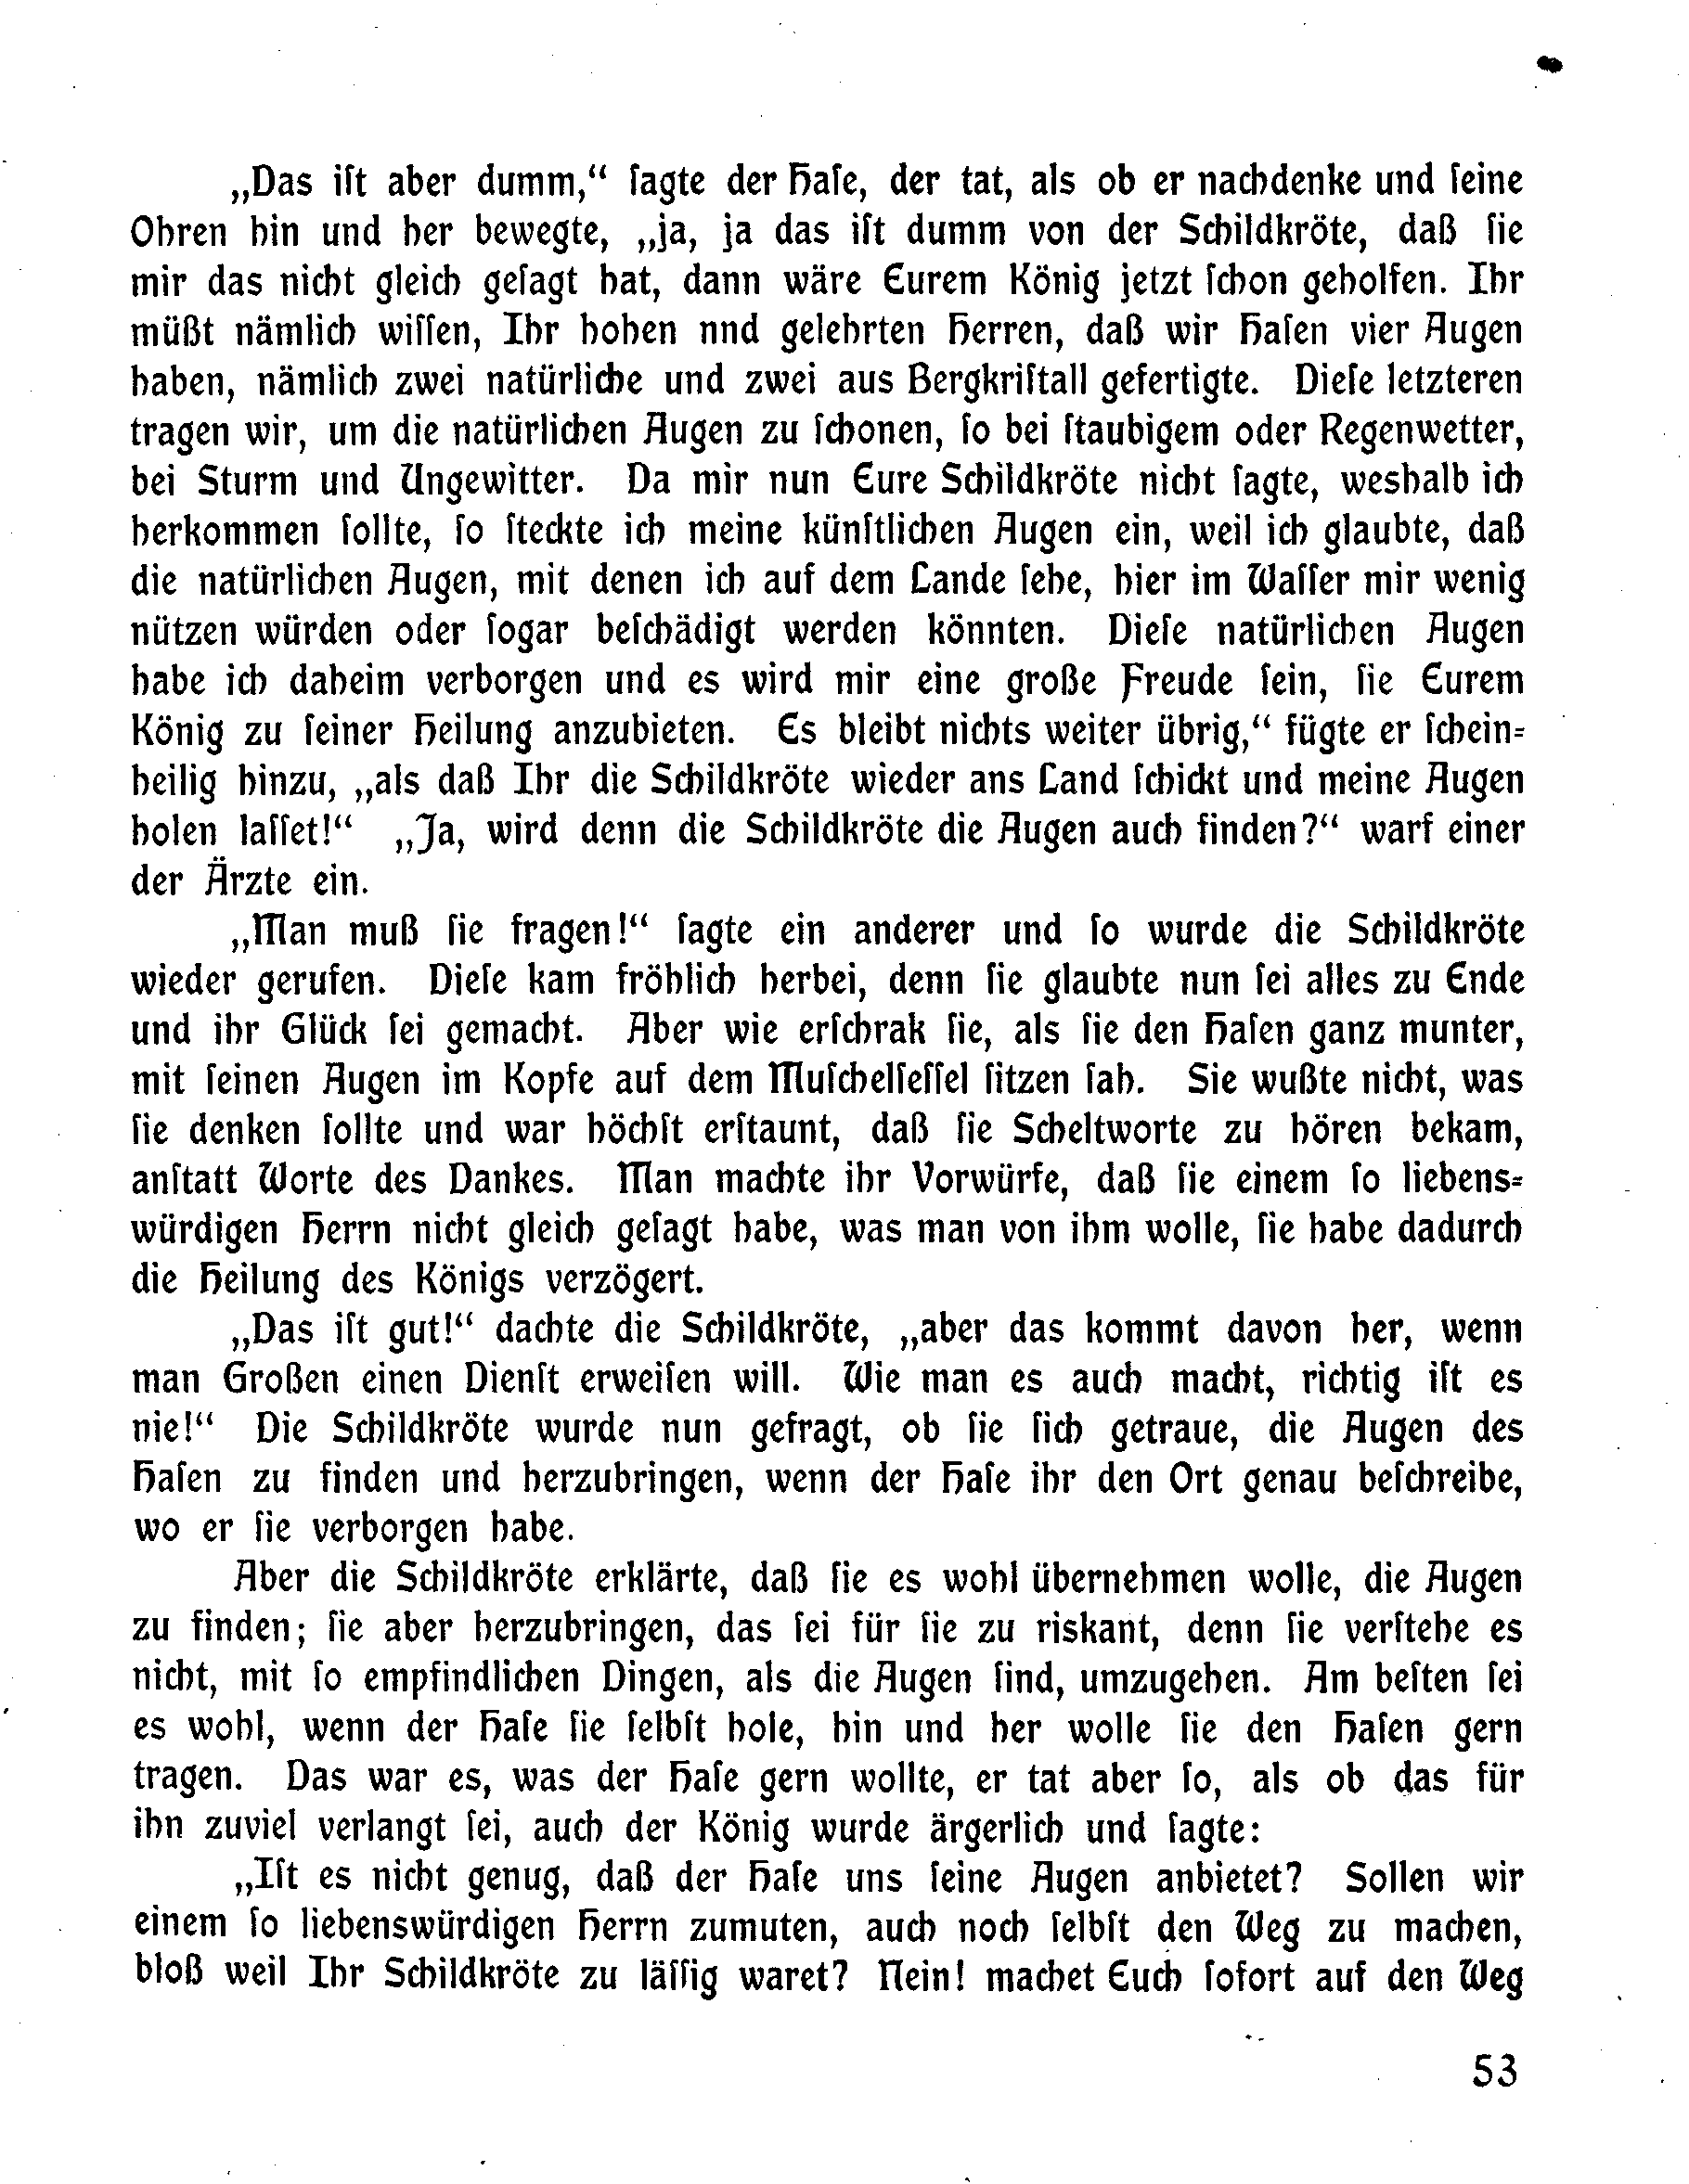 „Das iſt aber dumm,“ ſagte der Haſe, der tat, als ob er nachdenke und ſeine
Ohren hin und her bewegte, „ja, ja das iſt dumm von der Schildkröte, daß ſie
mir das nicht gleich geſagt hat, dann wäre Eurem König jetzt ſchon geholfen. Ihr
müßt nämlich wiſſen, Ihr hohen nnd gelehrten Herren, daß wir Haſen vier Augen
haben, nämlich zwei natürliche und zwei aus Bergkriſtall gefertigte. Dieſe letzteren
tragen wir, um die natürlichen Augen zu ſchonen, ſo bei ſtaubigem oder Regenwetter,
bei Sturm und Ungewitter. Da mir nun Eure Schildkröte nicht ſagte, weshalb ich
herkommen ſollte, ſo ſteckte ich meine künſtlichen Augen ein, weil ich glaubte, daß
die natürlichen Augen, mit denen ich auf dem Lande ſehe, hier im Waſſer mir wenig
nützen würden oder ſogar beſchädigt werden könnten. Dieſe natürlichen Augen
habe ich daheim verborgen und es wird mir eine große Freude ſein, ſie Eurem
König zu ſeiner Heilung anzubieten. Es bleibt nichts weiter übrig,“ fügte er ſchein=
heilig hinzu, „als daß Ihr die Schildkröte wieder ans Land ſchickt und meine Augen
holen laſſet!“ „Ja, wird denn die Schildkröte die Augen auch finden?“ warf einer
der Ärzte ein.
„Man muß ſie fragen!“ ſagte ein anderer und ſo wurde die Schildkröte
wieder gerufen. Dieſe kam fröhlich herbei, denn ſie glaubte nun ſei alles zu Ende
und ihr Glück ſei gemacht. Aber wie erſchrak ſie, als ſie den Haſen ganz munter,
mit ſeinen Augen im Kopfe auf dem Muſchelſeſſel ſitzen ſah. Sie wußte nicht, was
ſie denken ſollte und war höchſt erſtaunt, daß ſie Scheltworte zu hören bekam,
anſtatt Worte des Dankes. Man machte ihr Vorwürfe, daß ſie einem ſo liebens=
würdigen Herrn nicht gleich geſagt habe, was man von ihm wolle, ſie habe dadurch
die Heilung des Königs verzögert.
„Das iſt gut!“ dachte die Schildkröte, „aber das kommt davon her, wenn
man Großen einen Dienſt erweiſen will. Wie man es auch macht, richtig iſt es
nie!“ Die Schildkröte wurde nun gefragt, ob ſie ſich getraue, die Augen des
Haſen zu finden und herzubringen, wenn der Haſe ihr den Ort genau beſchreibe,
wo er ſie verborgen habe.
Aber die Schildkröte erklärte, daß ſie es wohl übernehmen wolle, die Augen
zu finden; ſie aber herzubringen, das ſei für ſie zu riskant, denn ſie verſtehe es
nicht, mit ſo empfindlichen Dingen, als die Augen ſind, umzugehen. Am beſten ſei
es wohl, wenn der Haſe ſie ſelbſt hole, hin und her wolle ſie den Haſen gern
tragen. Das war es, was der Haſe gern wollte, er tat aber ſo, als ob das für
ihn zuviel verlangt ſei, auch der König wurde ärgerlich und ſagte:
„Iſt es nicht genug, daß der Haſe uns ſeine Augen anbietet? Sollen wir
einem ſo liebenswürdigen Herrn zumuten, auch noch ſelbſt den Weg zu machen,
bloß weil Ihr Schildkröte zu läſſig waret? Nein! machet Euch ſofort auf den Weg
53